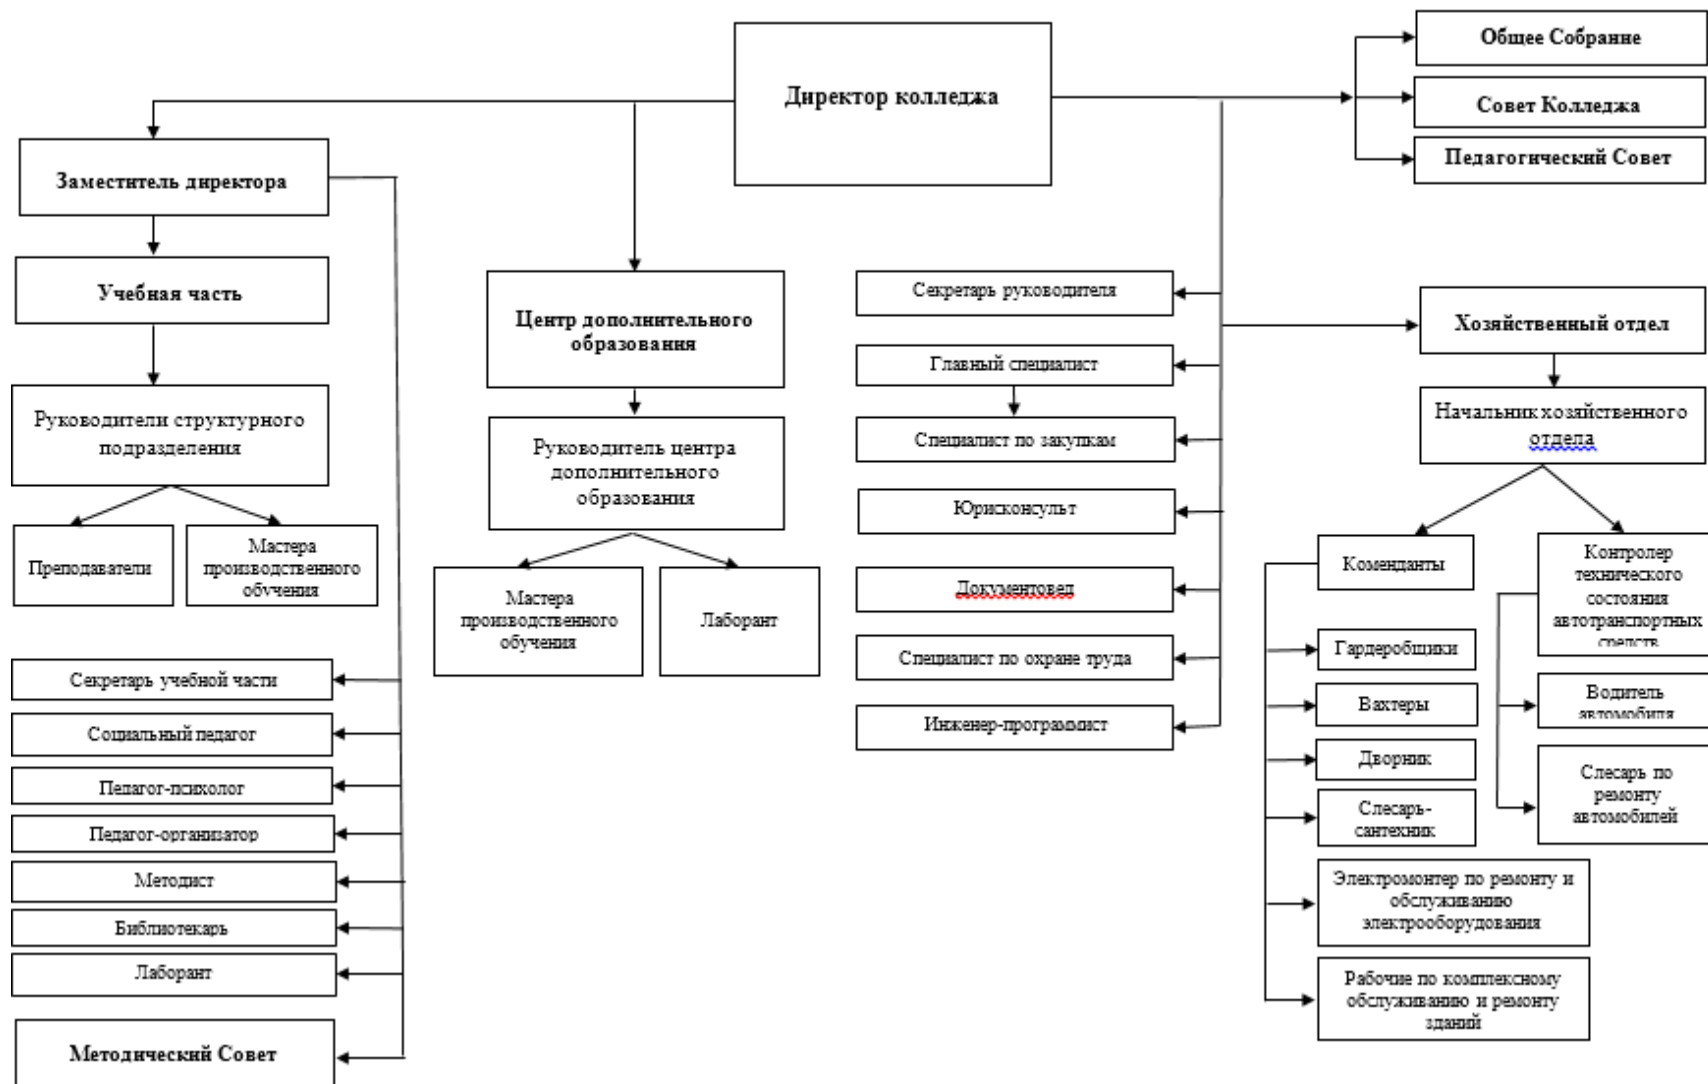 Директор колледжа
Общее Собрание
Совет Колледжа
Педагогический Совет
Заместитель директора
Учебная часть
Руководители структурного
подразделения
Преподаватели
Мастера
производственного
обучения
Секретарь учебной части
Социальный педагог
Педагог-психолог
Педагог-организатор
Методист
Библиотекарь
Лаборант
Методический Совет
Центр дополнительного
образования
Руководитель центра
дополнительного
образования
Мастера
производственного
обучения
Лаборант
Секретарь руководителя
Главный специалист
Специалист по закупкам
Юрисконсульт
Документовед
Специалист по охране труда
Инженер-программист
Хозяйственный отдел
Начальник хозяйственного
отдела
Коменданты
Гардеробщики
Вахтеры
Дворник
Слесарь-
сантехник
Электромонтер по ремонту и
обслуживанию
электрооборудования
Рабочие по комплексному
обслуживанию и ремонту
зданий
Контролер
технического
состояния
автотранспортных
средств
Водитель
автомобиля
Слесарь по
ремонту
автомобилей